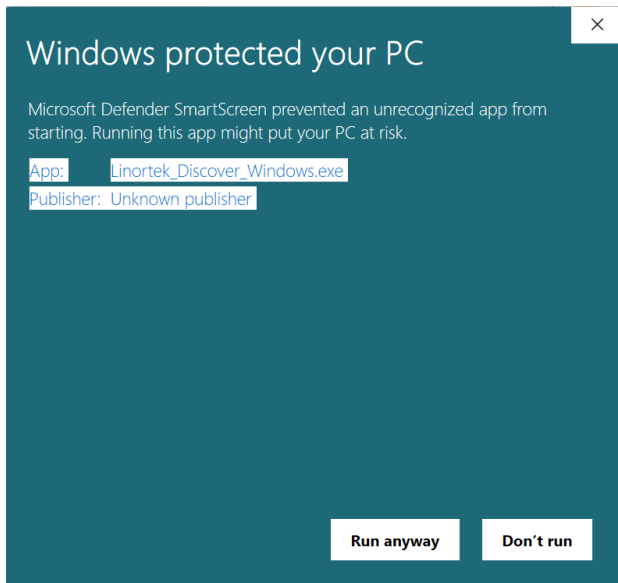 Windows protected your PC
Microsoft Defender SmartScreen prevented an unrecognized app from
starting. Running this app might put your PC at risk.
App: Linortek_Discover_Windows.exe
Publisher: Unknown publisher
Run anyway Don’t run